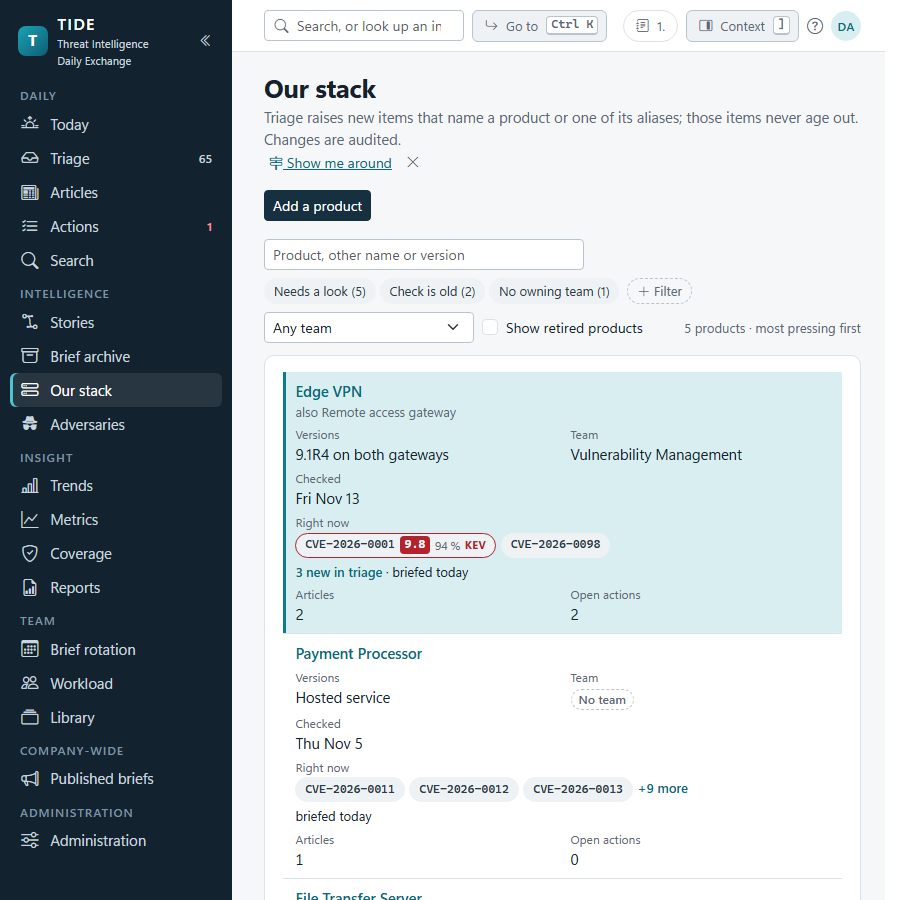 T
TIDE
Threat Intelligence
Daily Exchange
DAILY
Today
Triage 65
Articles
Actions 1
Search
INTELLIGENCE
Stories
Brief archive
Our stack
Adversaries
INSIGHT
Trends
Metrics
Coverage
Reports
TEAM
Brief rotation
Workload
Library
COMPANY-WIDE
Published briefs
ADMINISTRATION
Administration
Search, or look up an in
Go to Ctrl K
1.
Context ]
?
DA
Our stack
Triage raises new items that name a product or one of its aliases; those items never age out.
Changes are audited.
Show me around
Add a product
Product, other name or version
Needs a look (5) Check is old (2) No owning team (1) + Filter
Any team Show retired products 5 products · most pressing first
Edge VPN
also Remote access gateway
Versions Team
9.1R4 on both gateways Vulnerability Management
Checked
Fri Nov 13
Right now
CVE-2026-0001 9.8 94 % KEV CVE-2026-0098
3 new in triage · briefed today
Articles Open actions
2 2
Payment Processor
Versions Team
Hosted service No team
Checked
Thu Nov 5
Right now
CVE-2026-0011 CVE-2026-0012 CVE-2026-0013 +9 more
briefed today
Articles Open actions
1 0
File Transfer Server